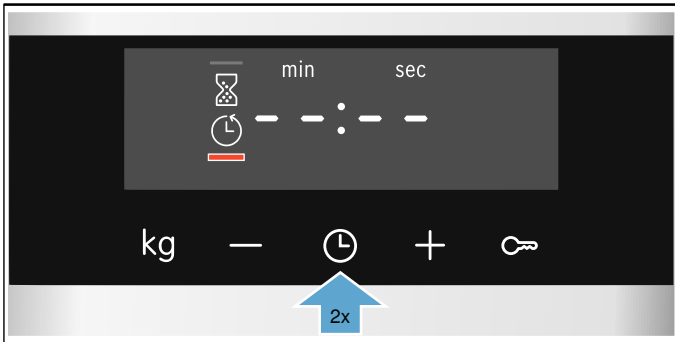 min sec
– – : – –
kg – +
2x